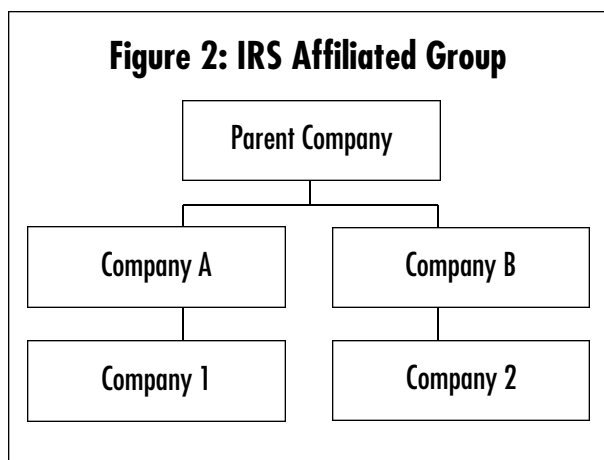 Figure 2: IRS Affiliated Group
Parent Company
Company A
Company B
Company 1
Company 2